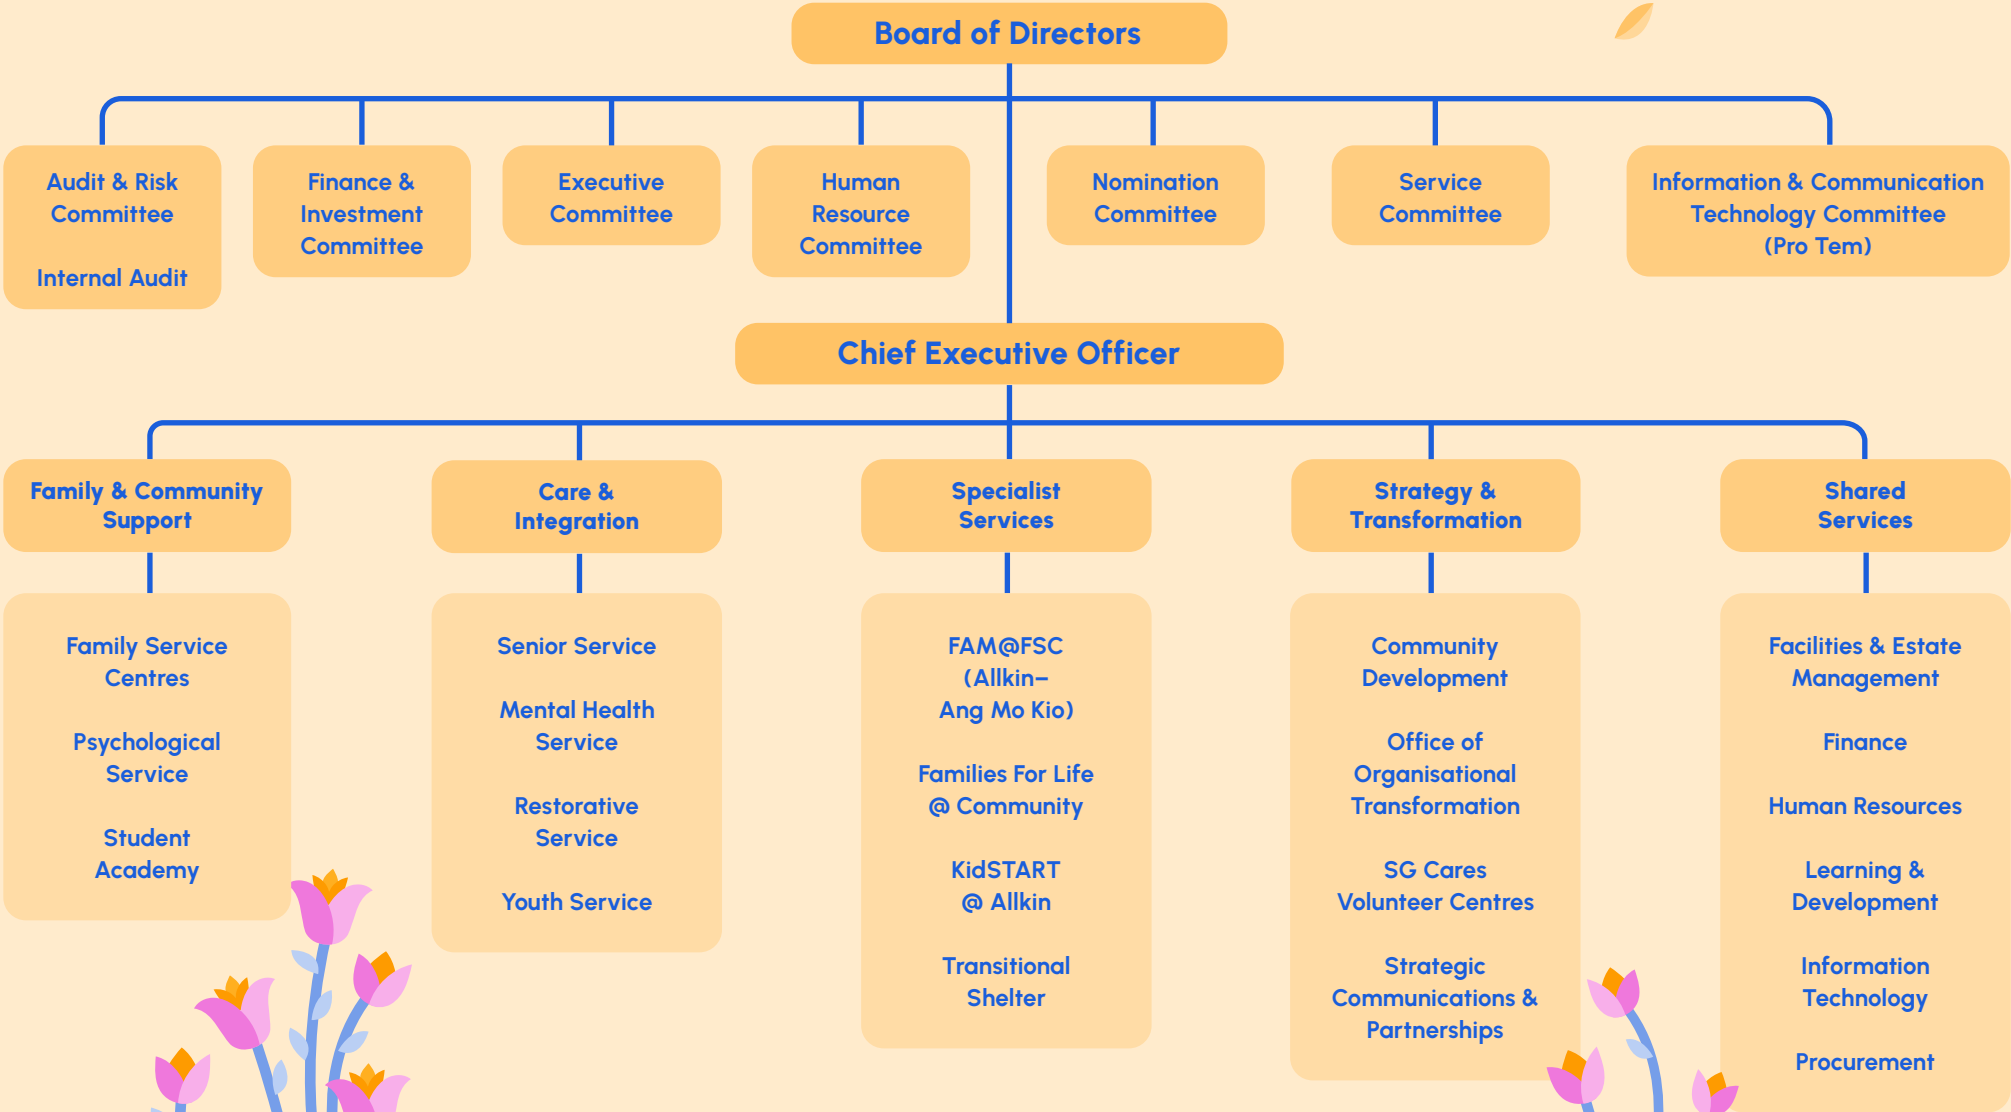 Board of Directors
Audit & Risk
Committee
Internal Audit
Finance &
Investment
Committee
Executive
Committee
Human
Resource
Committee
Nomination
Committee
Service
Committee
Information & Communication
Technology Committee
(Pro Tem)
Chief Executive Officer
Family & Community
Support
Family Service
Centres
Psychological
Service
Student
Academy
Care &
Integration
Senior Service
Mental Health
Service
Restorative
Service
Youth Service
Specialist
Services
FAM@FSC
(Allkin–
Ang Mo Kio)
Families For Life
@ Community
KidSTART
@ Allkin
Transitional
Shelter
Strategy &
Transformation
Community
Development
Office of
Organisational
Transformation
SG Cares
Volunteer Centres
Strategic
Communications &
Partnerships
Shared
Services
Facilities & Estate
Management
Finance
Human Resources
Learning &
Development
Information
Technology
Procurement